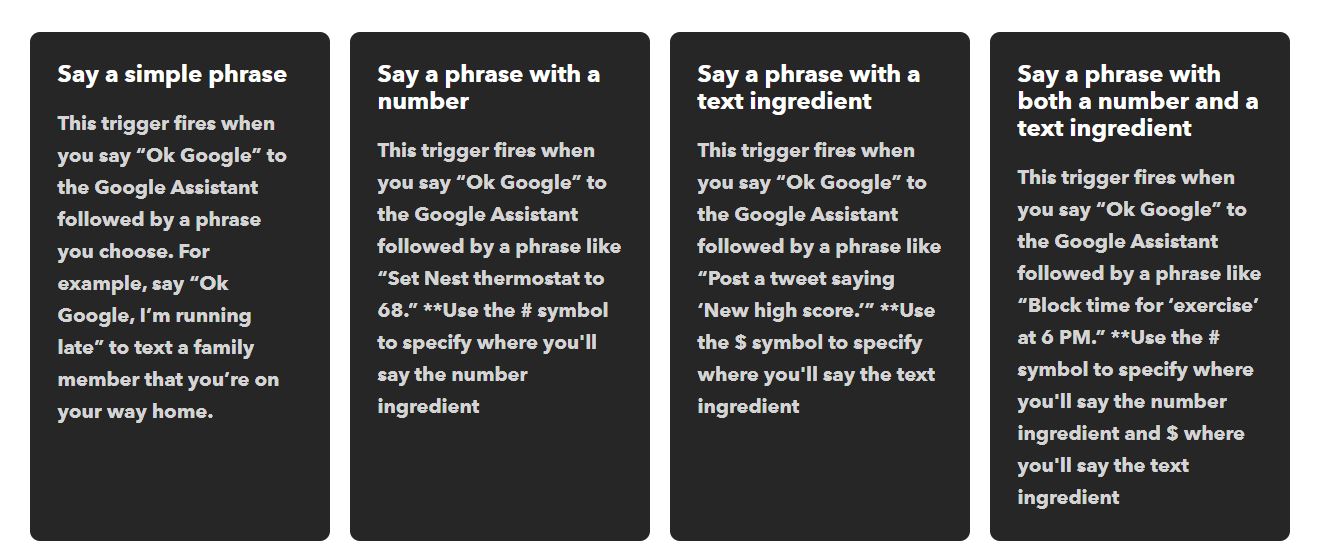 Say a simple phrase
This trigger fires when
you say “Ok Google” to
the Google Assistant
followed by a phrase
you choose. For
example, say “Ok
Google, I’m running
late” to text a family
member that you’re on
your way home.
Say a phrase with a
number
This trigger fires when
you say “Ok Google” to
the Google Assistant
followed by a phrase like
“Set Nest thermostat to
68.” **Use the # symbol
to specify where you'll
say the number
ingredient
Say a phrase with a
text ingredient
This trigger fires when
you say “Ok Google” to
the Google Assistant
followed by a phrase like
“Post a tweet saying
‘New high score.’” **Use
the $ symbol to specify
where you'll say the text
ingredient
Say a phrase with
both a number and a
text ingredient
This trigger fires when
you say “Ok Google” to
the Google Assistant
followed by a phrase like
“Block time for ‘exercise’
at 6 PM.” **Use the #
symbol to specify where
you'll say the number
ingredient and $ where
you'll say the text
ingredient